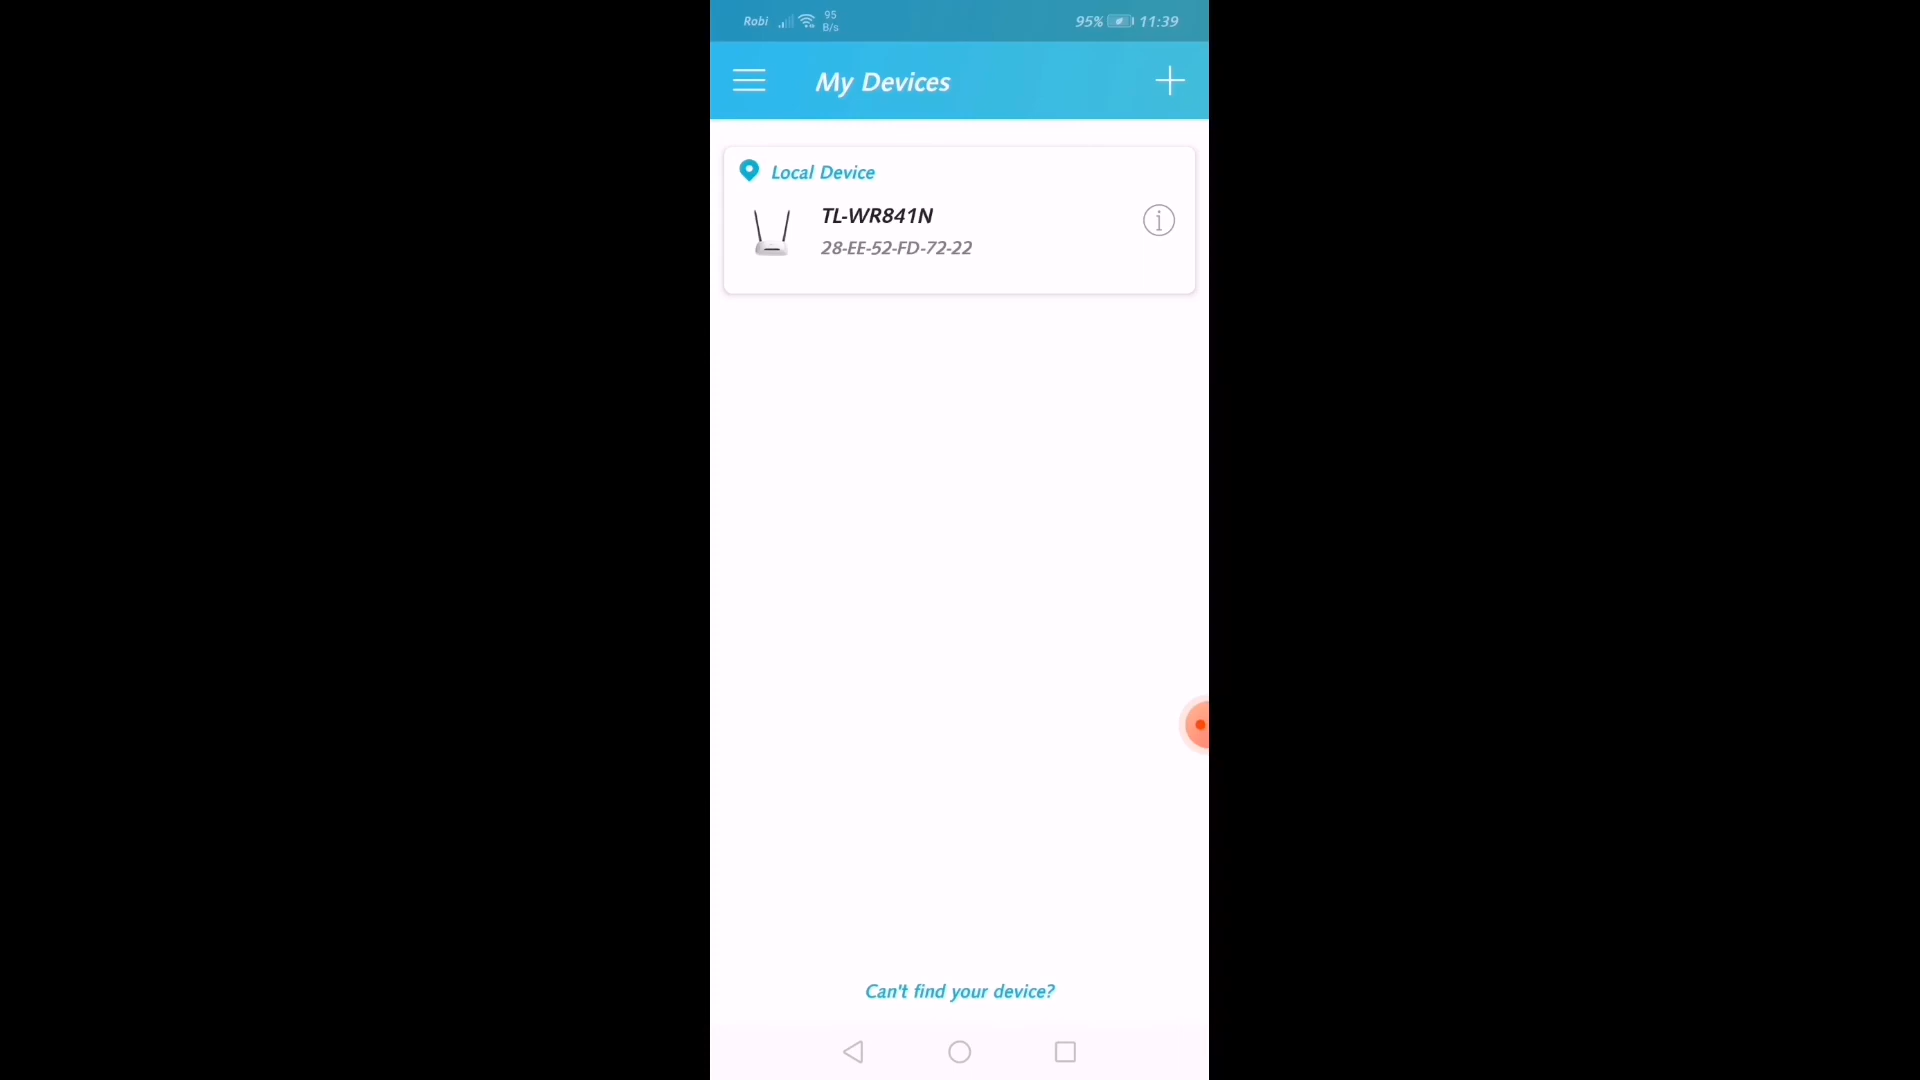 Robi 95 B/s 95% 11:39
My Devices
Local Device
TL-WR841N
28-EE-52-FD-72-22
Can't find your device?